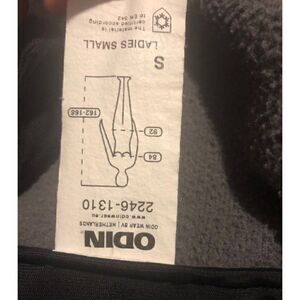 ODIN
ODIN WEAR BV / NETHERLANDS
www.odinwear.eu
2246-1310
84
92
162-168
S
LADIES SMALL
The material is
certified according
to EN 342